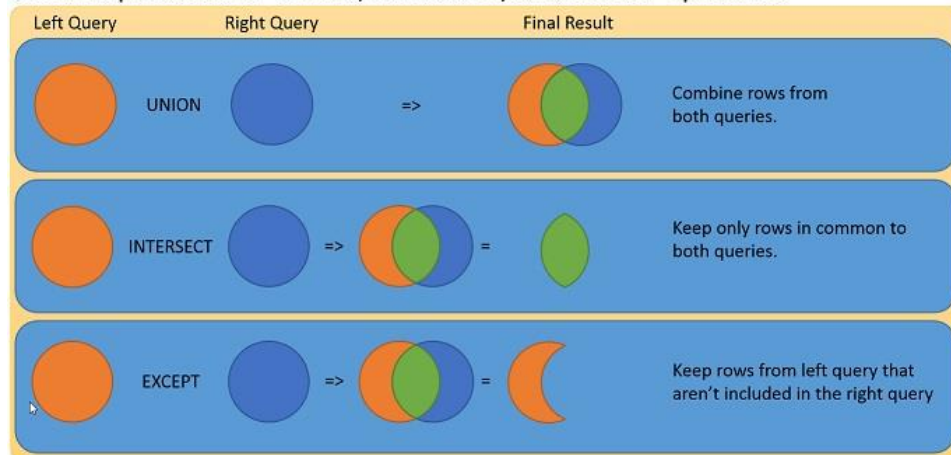 Left Query Right Query Final Result
UNION => Combine rows from
both queries.
INTERSECT => = Keep only rows in common to
both queries.
EXCEPT => = Keep rows from left query that
aren't included in the right query